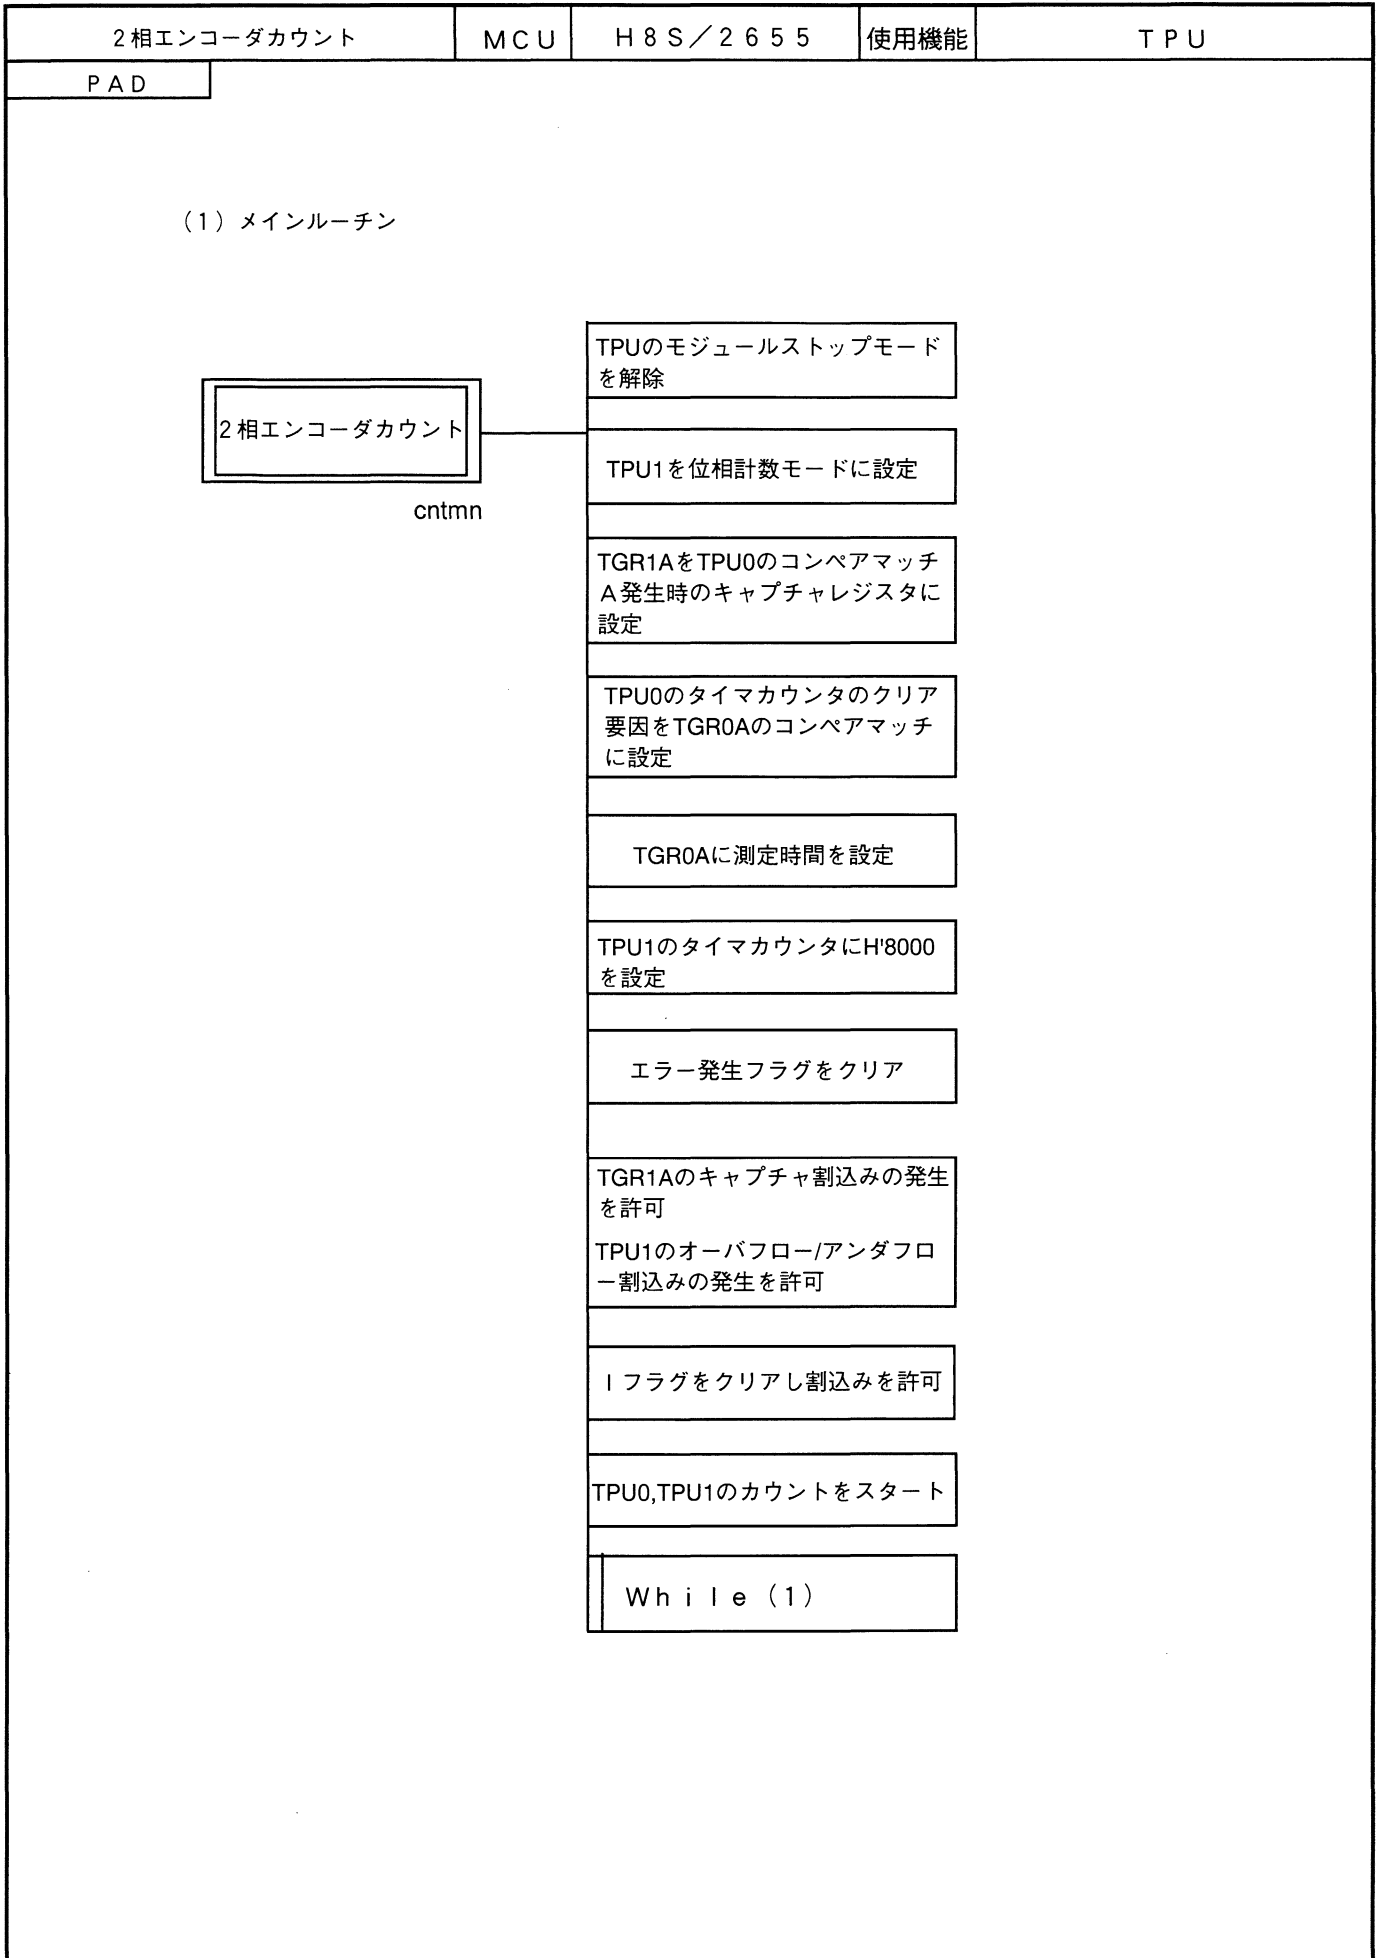 2相エンコーダカウント MCU H8S／2655 使用機能 TPU
PAD
（1）メインルーチン
TPUのモジュールストップモード
を解除
2相エンコーダカウント
cntmn
TPU1を位相計数モードに設定
TGR1AをTPU0のコンペアマッチ
A発生時のキャプチャレジスタに
設定
TPU0のタイマカウンタのクリア
要因をTGR0Aのコンペアマッチ
に設定
TGR0Aに測定時間を設定
TPU1のタイマカウンタにH'8000
を設定
エラー発生フラグをクリア
TGR1Aのキャプチャ割込みの発生
を許可
TPU1のオーバフロー/アンダフロ
ー割込みの発生を許可
Iフラグをクリアし割込みを許可
TPU0,TPU1のカウントをスタート
While（1）